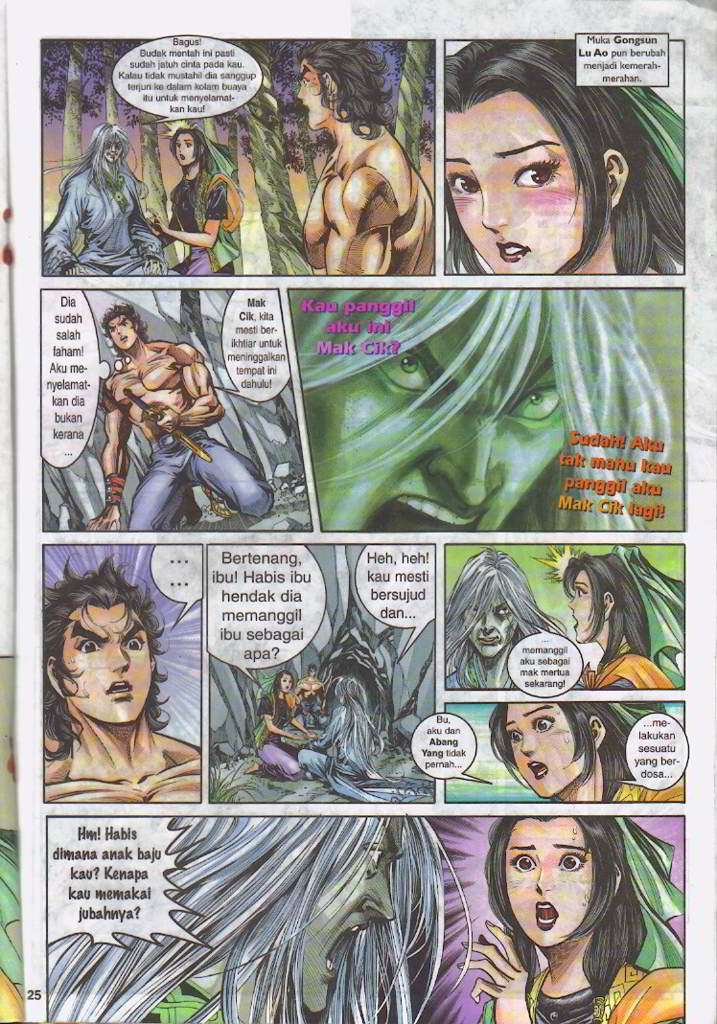 Bagus!
Budak mentah ini pasti
sudah jatuh cinta pada kau.
Kalau tidak mustahil dia sanggup
terjun ke dalam kolam buaya
itu untuk menyelamat-
kan kau!
Muka Gongsun
Lu Ao pun berubah
menjadi kemerah-
merahan.
Dia
sudah
salah
faham!
Aku me-
nyelamat-
kan dia
bukan
kerana
...
Mak
Cik, kita
mesti ber-
ikhtiar untuk
meninggalkan
tempat ini
dahulu!
Kau panggil
aku ini
Mak Cik?
Sudah! Aku
tak mahu kau
panggil aku
Mak Cik lagi!
...
...
Bertenang,
ibu! Habis ibu
hendak dia
memanggil
ibu sebagai
apa?
Heh, heh!
kau mesti
bersujud
dan...
memanggil
aku sebagai
mak mertua
sekarang!
Bu,
aku dan
Abang
Yang tidak
pernah...
...me-
lakukan
sesuatu
yang ber-
dosa...
Hm! Habis
dimana anak baju
kau? Kenapa
kau memakai
jubahnya?
25